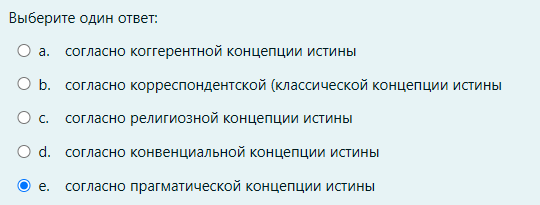 Выберите один ответ:
a. согласно коггерентной концепции истины
b. согласно корреспондентской (классической концепции истины
c. согласно религиозной концепции истины
d. согласно конвенциальной концепции истины
e. согласно прагматической концепции истины